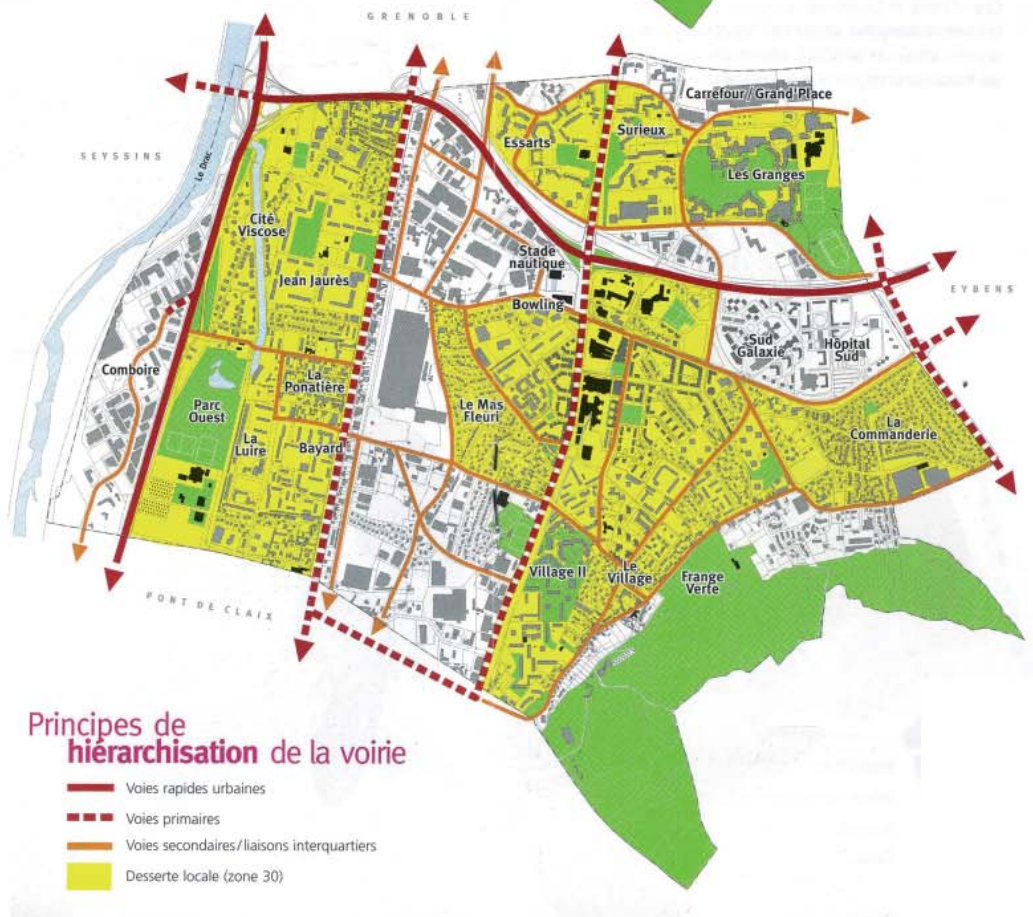 GRENOBLE
Carrefour / Grand'Place
Essarts
Surieux
SEYSSINS
Le Drac
Les Granges
Cité
Viscose
Stade
nautique
Jean Jaurès
EYBENS
Bowling
Sud
Galaxie
Hôpital
Sud
Comboire
La
Ponatière
Parc
Ouest
Le Mas
Fleuri
La
Commanderie
La
Luire
Bayard
Village II
Le
Village
Frange
Verte
PONT DE CLAIX
Principes de
hiérarchisation de la voirie
Voies rapides urbaines
Voies primaires
Voies secondaires/liaisons interquartiers
Desserte locale (zone 30)